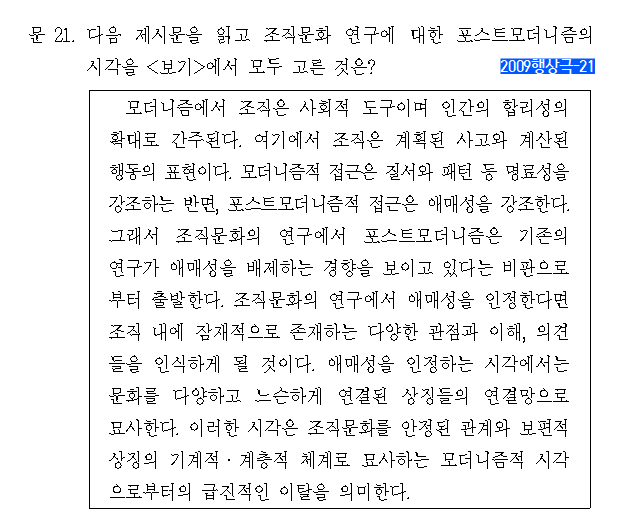 문 21. 다음 제시문을 읽고 조직문화 연구에 대한 포스트모더니즘의
시각을 <보기>에서 모두 고른 것은?
2009행상극-21
모더니즘에서 조직은 사회적 도구이며 인간의 합리성의
확대로 간주된다. 여기에서 조직은 계획된 사고와 계산된
행동의 표현이다. 모더니즘적 접근은 질서와 패턴 등 명료성을
강조하는 반면, 포스트모더니즘적 접근은 애매성을 강조한다.
그래서 조직문화의 연구에서 포스트모더니즘은 기존의
연구가 애매성을 배제하는 경향을 보이고 있다는 비판으로
부터 출발한다. 조직문화의 연구에서 애매성을 인정한다면
조직 내에 잠재적으로 존재하는 다양한 관점과 이해, 의견
들을 인식하게 될 것이다. 애매성을 인정하는 시각에서는
문화를 다양하고 느슨하게 연결된 상징들의 연결망으로
묘사한다. 이러한 시각은 조직문화를 안정된 관계와 보편적
상징의 기계적·계층적 체계로 묘사하는 모더니즘적 시각
으로부터의 급진적인 이탈을 의미한다.